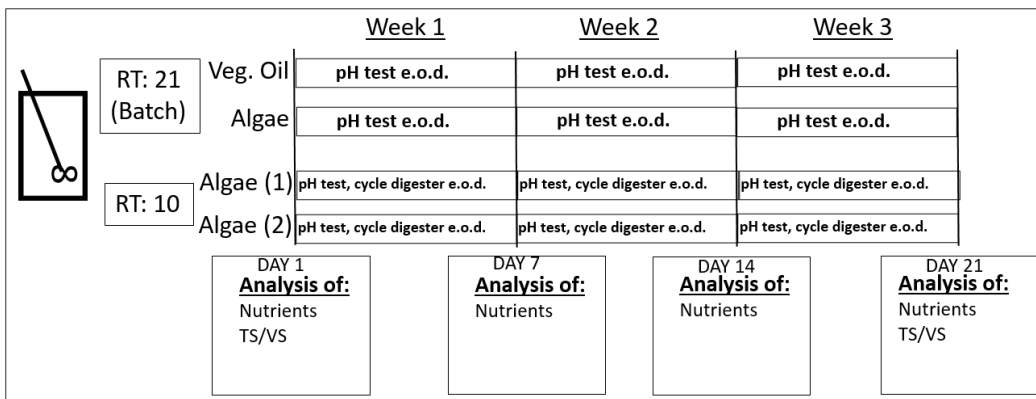 Week 1 Week 2 Week 3
RT: 21
(Batch)
Veg. Oil pH test e.o.d. pH test e.o.d. pH test e.o.d.
Algae pH test e.o.d. pH test e.o.d. pH test e.o.d.
RT: 10
Algae (1) pH test, cycle digester e.o.d. pH test, cycle digester e.o.d. pH test, cycle digester e.o.d.
Algae (2) pH test, cycle digester e.o.d. pH test, cycle digester e.o.d. pH test, cycle digester e.o.d.
DAY 1
Analysis of:
Nutrients
TS/VS
DAY 7
Analysis of:
Nutrients
DAY 14
Analysis of:
Nutrients
DAY 21
Analysis of:
Nutrients
TS/VS